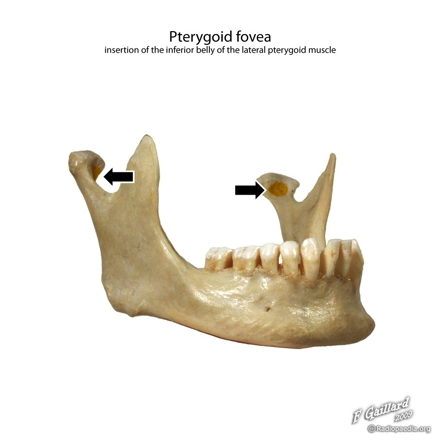 Pterygoid fovea
insertion of the inferior belly of the lateral pterygoid muscle
F Gaillard
2009
@Radiopaedia.org